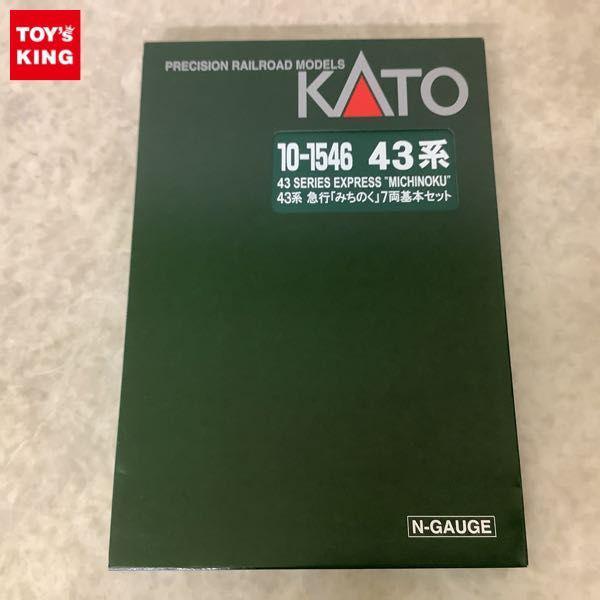 TOY's
KING
PRECISION RAILROAD MODELS
KATO
10-1546 43系
43 SERIES EXPRESS "MICHINOKU"
43系 急行「みちのく」7両基本セット
N-GAUGE